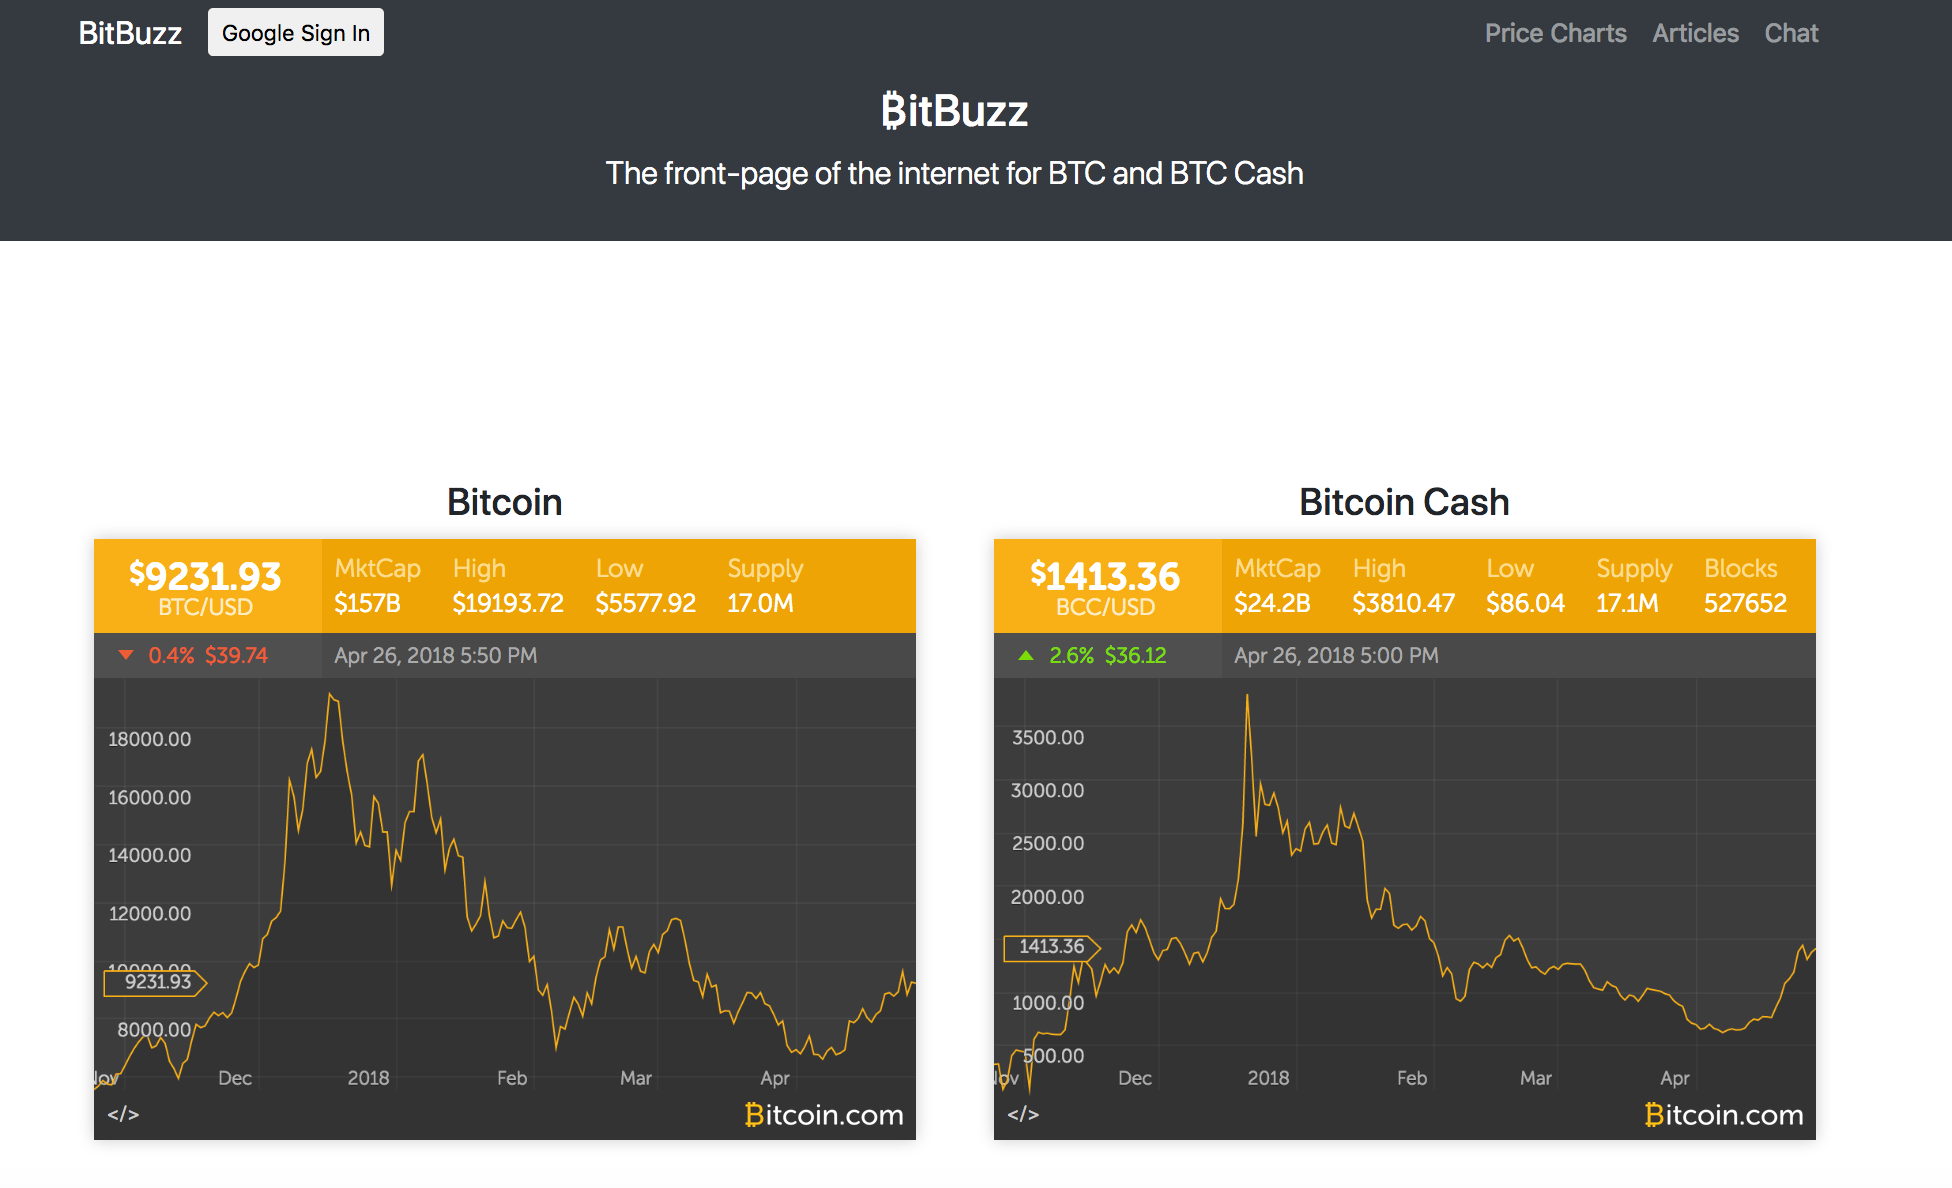 BitBuzz Google Sign In Price Charts Articles Chat
₿itBuzz
The front-page of the internet for BTC and BTC Cash
Bitcoin
$9231.93
BTC/USD
MktCap High Low Supply
$157B $19193.72 $5577.92 17.0M
0.4% $39.74 Apr 26, 2018 5:50 PM
18000.00
16000.00
14000.00
12000.00
10000.00
9231.93
8000.00
Nov Dec 2018 Feb Mar Apr
</> ₿itcoin.com
Bitcoin Cash
$1413.36
BCC/USD
MktCap High Low Supply Blocks
$24.2B $3810.47 $86.04 17.1M 527652
2.6% $36.12 Apr 26, 2018 5:00 PM
3500.00
3000.00
2500.00
2000.00
1413.36
1000.00
500.00
Nov Dec 2018 Feb Mar Apr
</> ₿itcoin.com